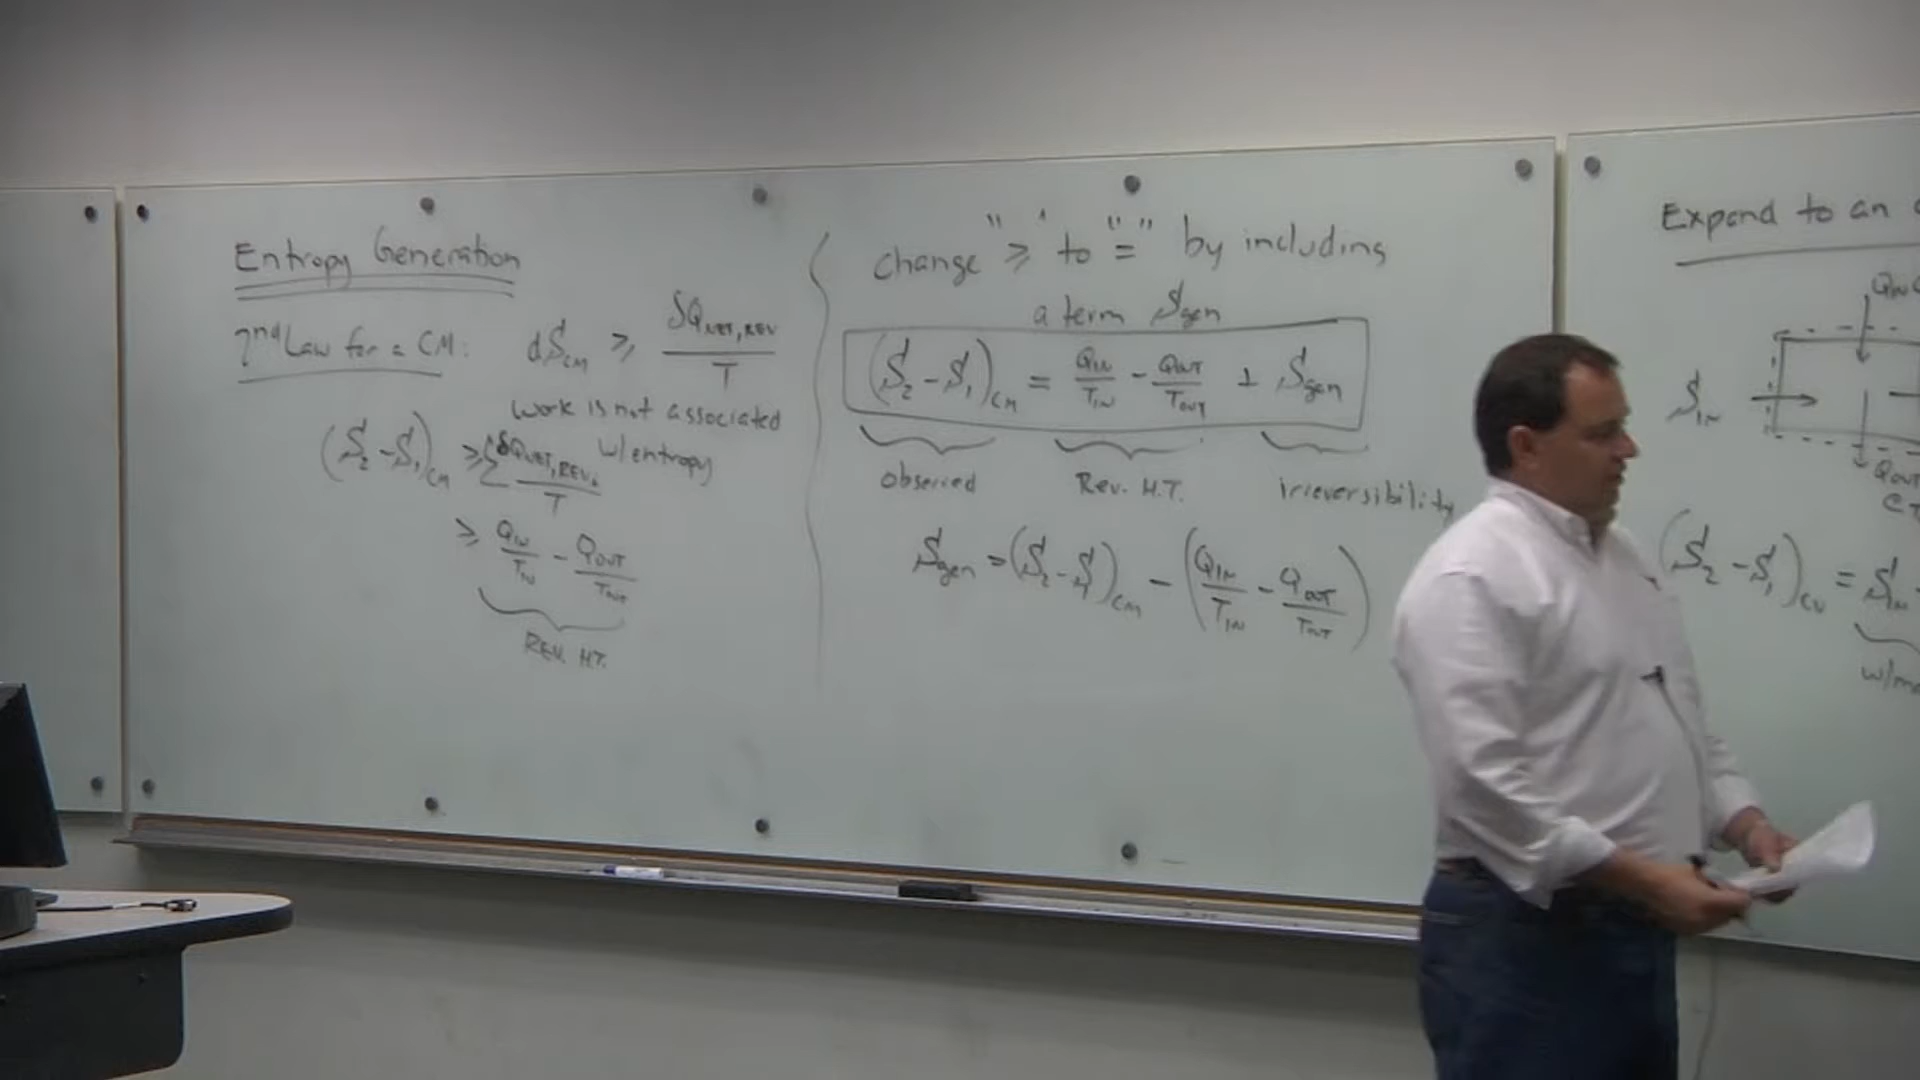 Entropy Generation
2nd Law for a CM: dS_CM ≥ δQ_NET,REV / T
work is not associated
w/entropy
(S₂ - S₁)_CM ≥ Σ δQ_NET,REV. / T
≥ Q_IN/T_IN - Q_OUT/T_OUT
REV. H.T.
change "≥" to "=" by including
a term S_gen
(S₂ - S₁)_CM = Q_IN/T_IN - Q_OUT/T_OUT + S_gen
observed Rev. H.T. irreversibility
S_gen = (S₂ - S₁)_CM - (Q_IN/T_IN - Q_OUT/T_OUT)
Expand to an
Q_IN
S_IN
Q_OUT
(S₂ - S₁)_CV = S_IN